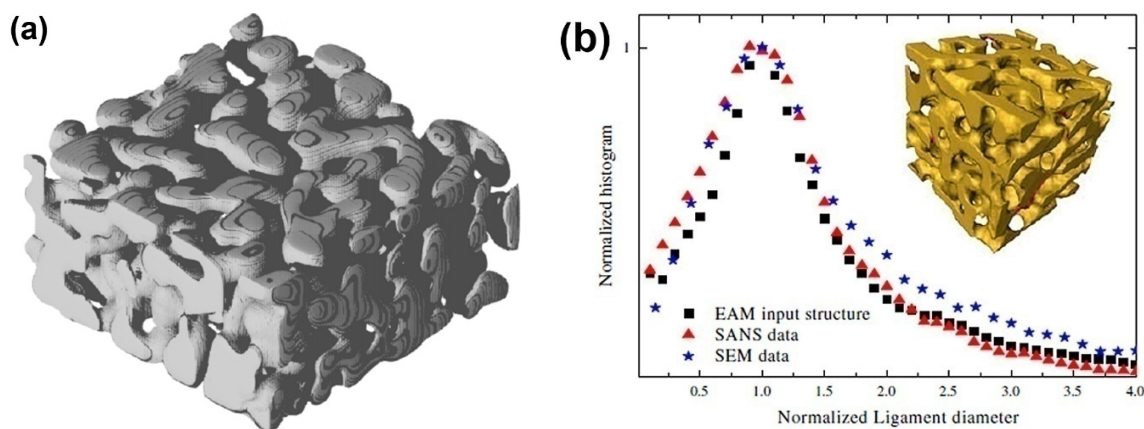 (a)
(b)
1
Normalized histogram
EAM input structure
SANS data
SEM data
0.5 1.0 1.5 2.0 2.5 3.0 3.5 4.0
Normalized Ligament diameter